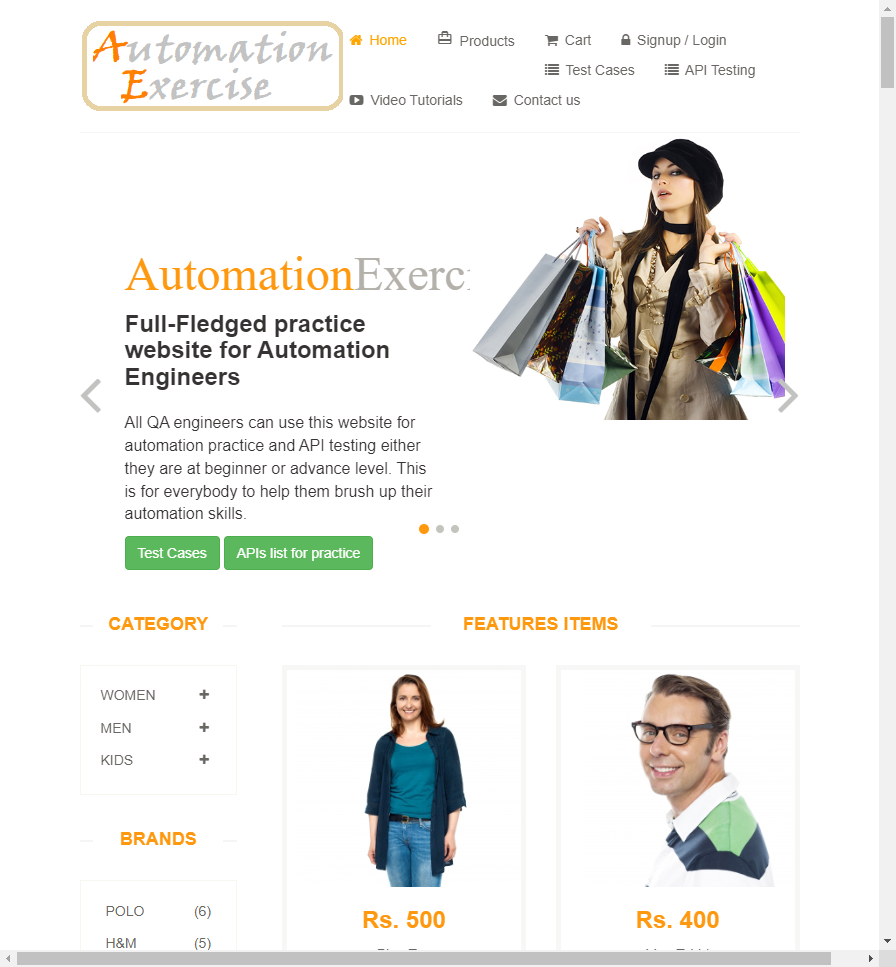 Automation
Exercise
Home Products Cart Signup / Login
Test Cases API Testing
Video Tutorials Contact us
AutomationExerc
Full-Fledged practice
website for Automation
Engineers
All QA engineers can use this website for
automation practice and API testing either
they are at beginner or advance level. This
is for everybody to help them brush up their
automation skills.
Test Cases APIs list for practice
CATEGORY
WOMEN
MEN
KIDS
BRANDS
POLO (6)
H&M (5)
FEATURES ITEMS
Rs. 500
Rs. 400